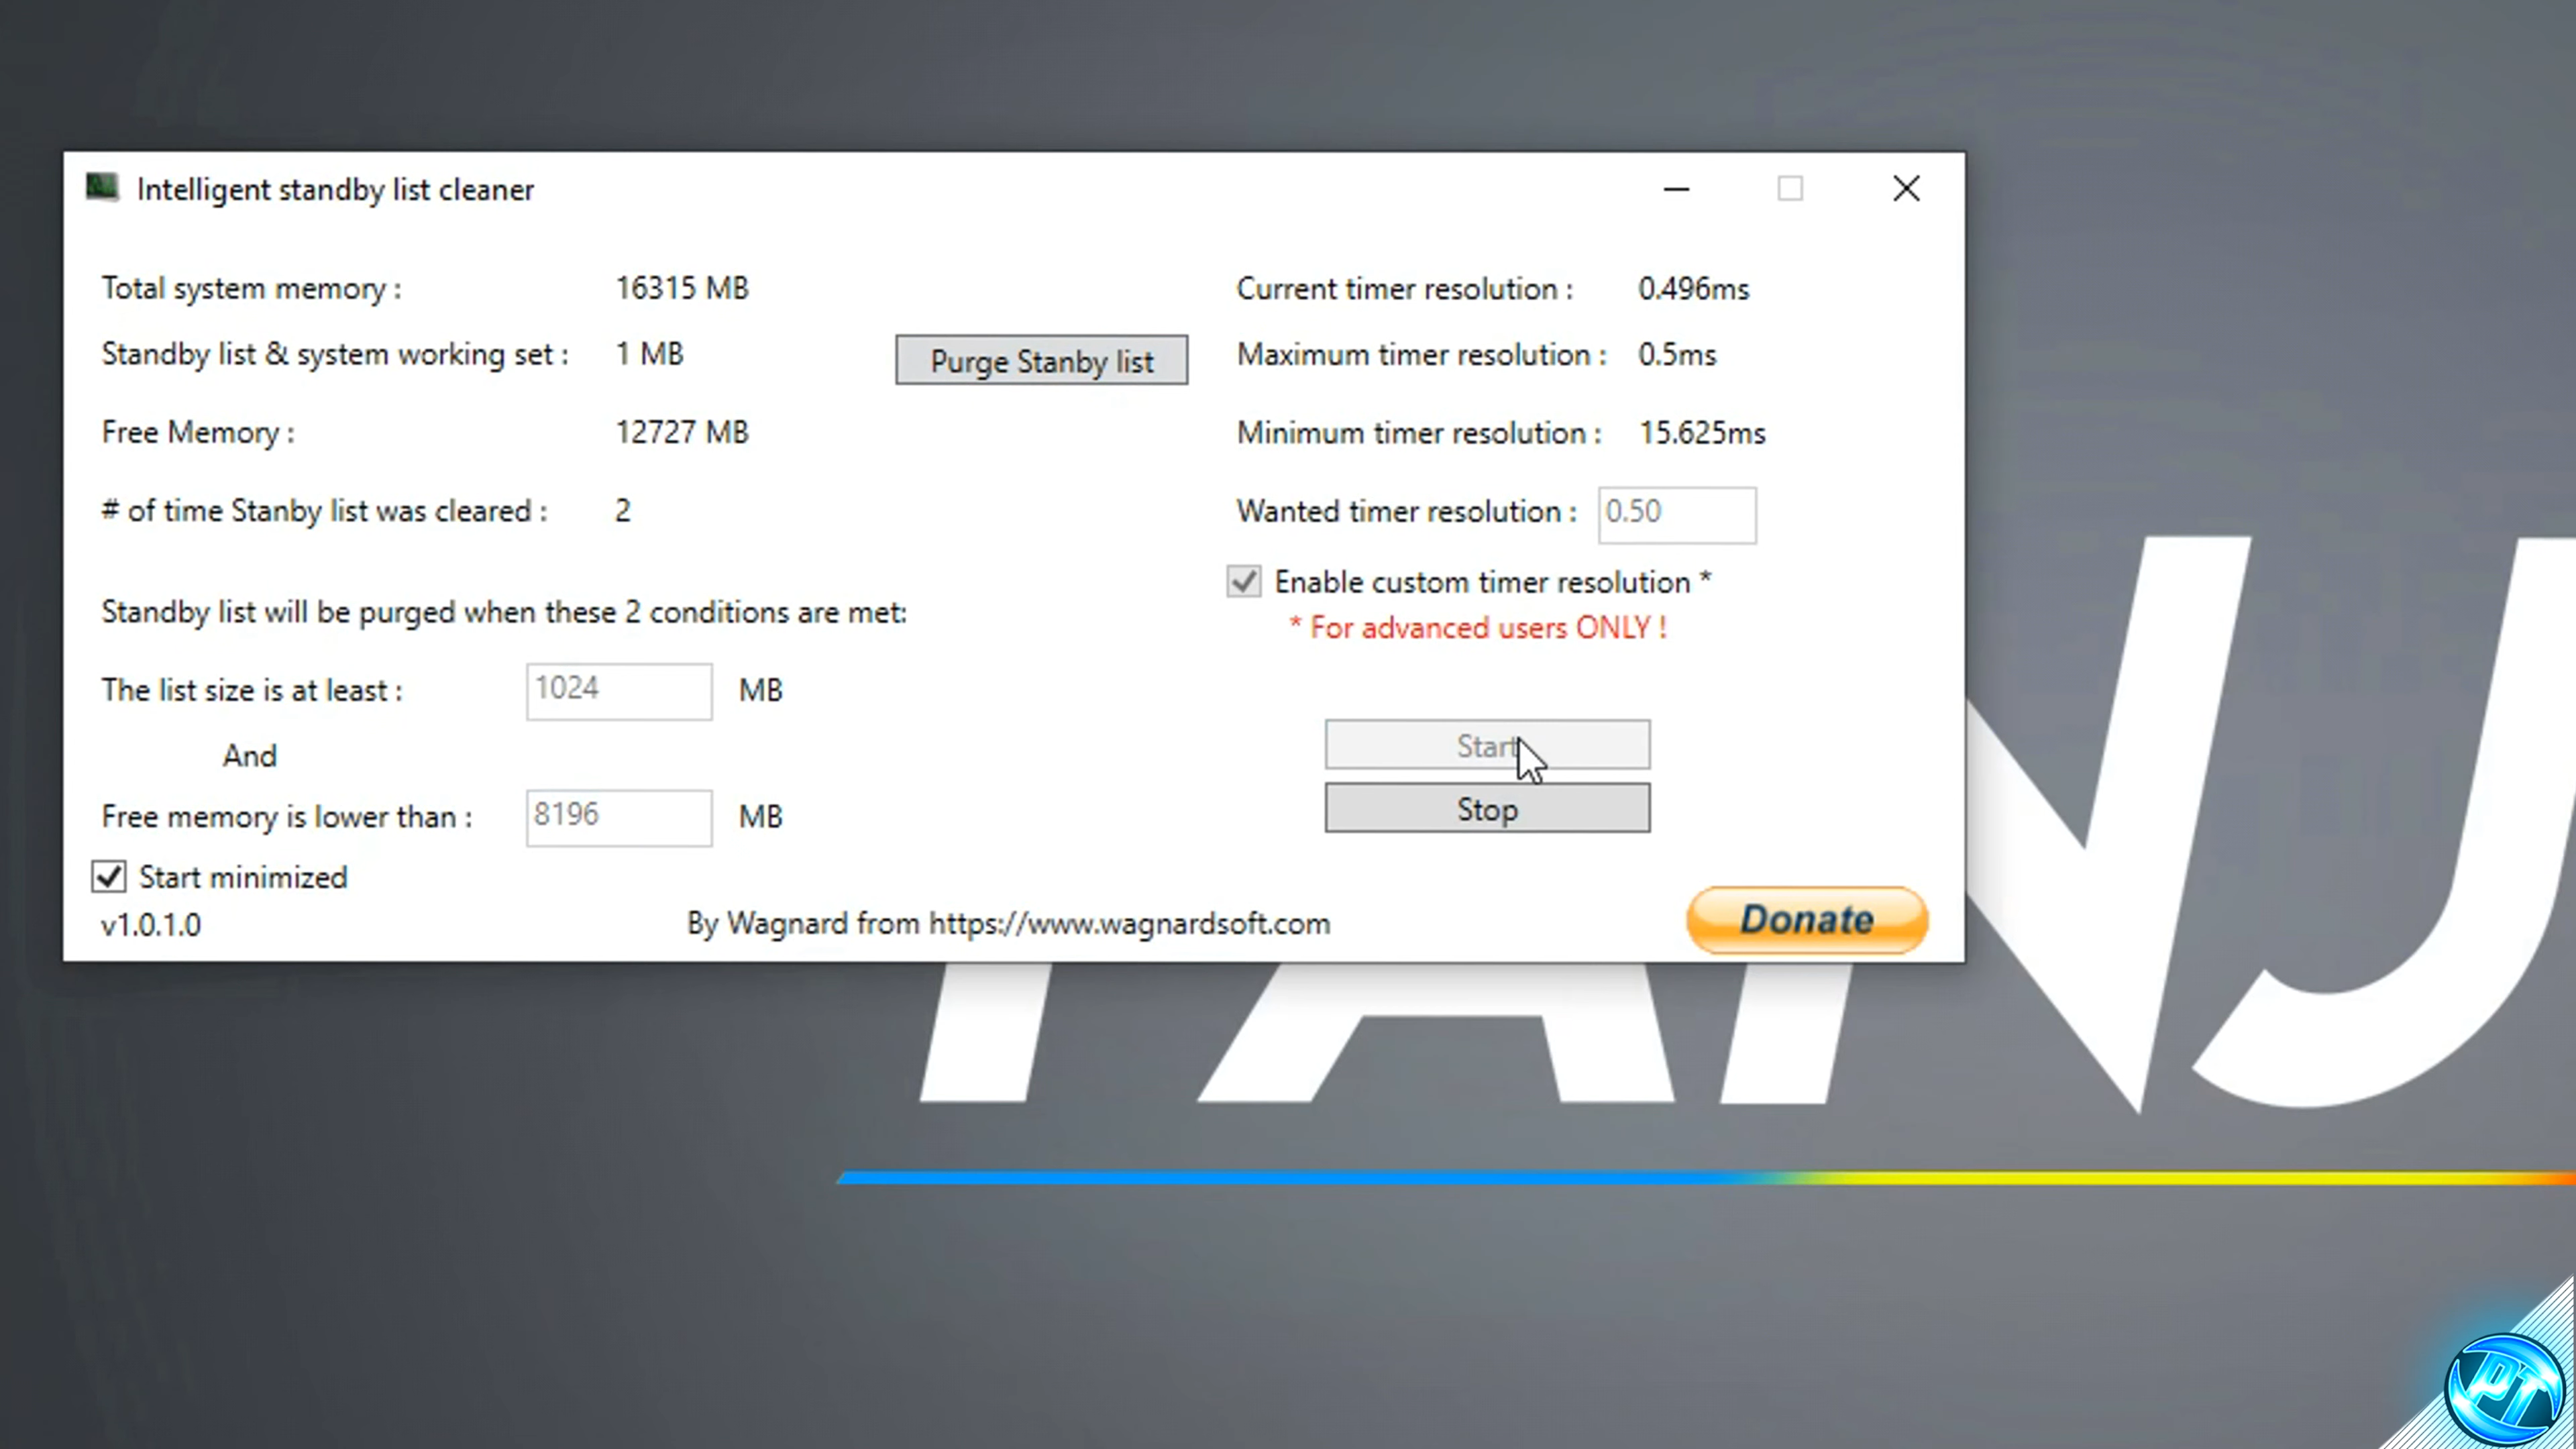 Intelligent standby list cleaner
Total system memory : 16315 MB
Standby list & system working set : 1 MB
Purge Stanby list
Free Memory : 12727 MB
# of time Stanby list was cleared : 2
Standby list will be purged when these 2 conditions are met:
The list size is at least : 1024 MB
And
Free memory is lower than : 8196 MB
Start minimized
v1.0.1.0
Current timer resolution : 0.496ms
Maximum timer resolution : 0.5ms
Minimum timer resolution : 15.625ms
Wanted timer resolution : 0.50
Enable custom timer resolution *
* For advanced users ONLY !
Start
Stop
By Wagnard from https://www.wagnardsoft.com
Donate
PT